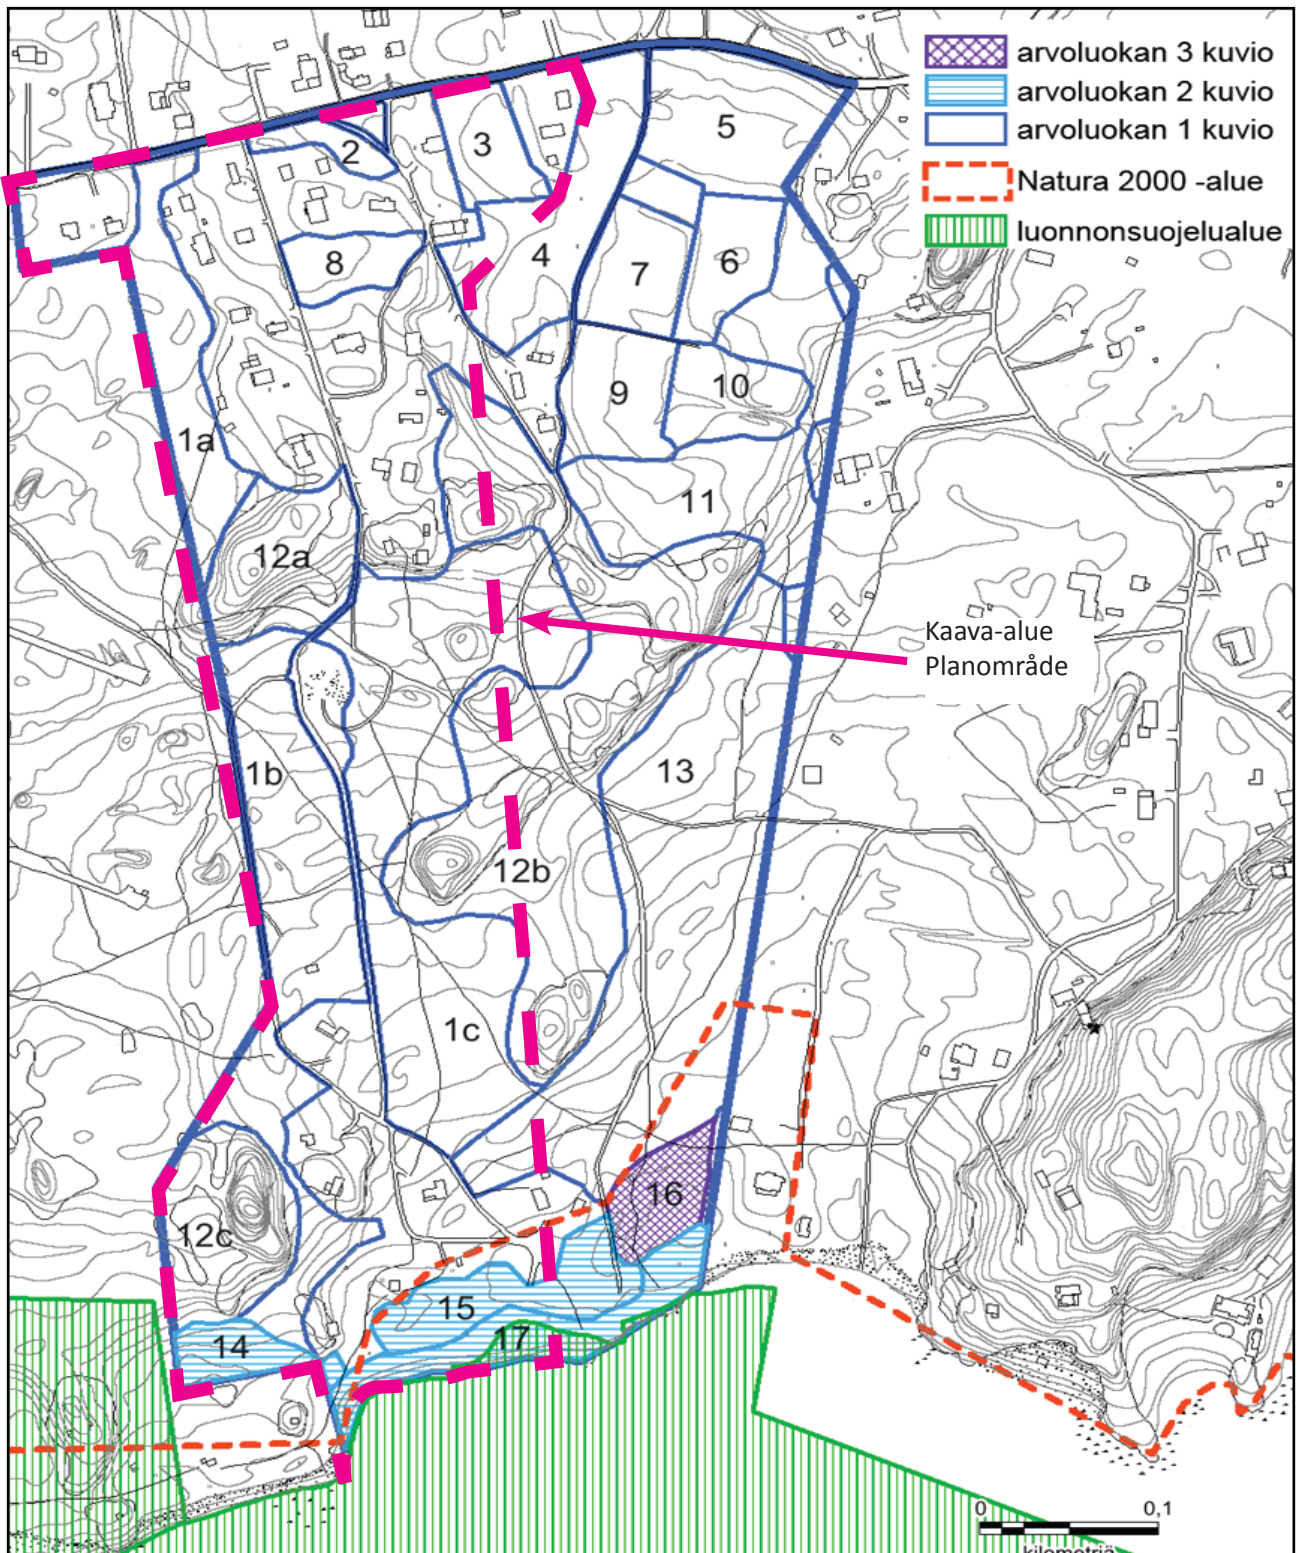 arvoluokan 3 kuvio
arvoluokan 2 kuvio
arvoluokan 1 kuvio
Natura 2000 -alue
luonnonsuojelualue
2
3
5
4
8
7
6
9
10
1a
11
12a
Kaava-alue
Planområde
1b
13
12b
1c
16
12c
15
14
17
0 0,1
kilometriä